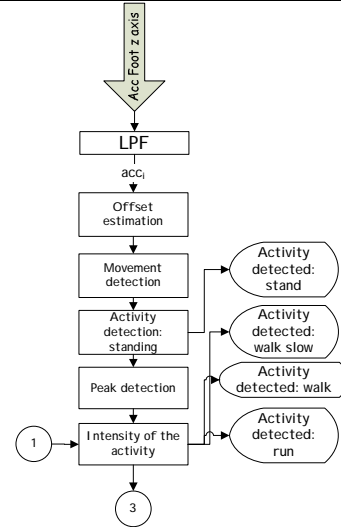 Acc Foot z axis
LPF
acci
Offset
estimation
Movement
detection
Activity
detection:
standing
Peak detection
Intensity of the
activity
Activity
detected:
stand
Activity
detected:
walk slow
Activity
detected: walk
Activity
detected:
run
1
3